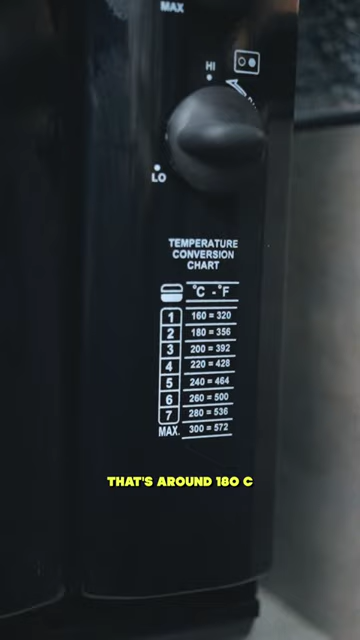 MAX
HI
LO
TEMPERATURE
CONVERSION
CHART
°C - °F
1 160 = 320
2 180 = 356
3 200 = 392
4 220 = 428
5 240 = 464
6 260 = 500
7 280 = 536
MAX. 300 = 572
THAT'S AROUND 180 C